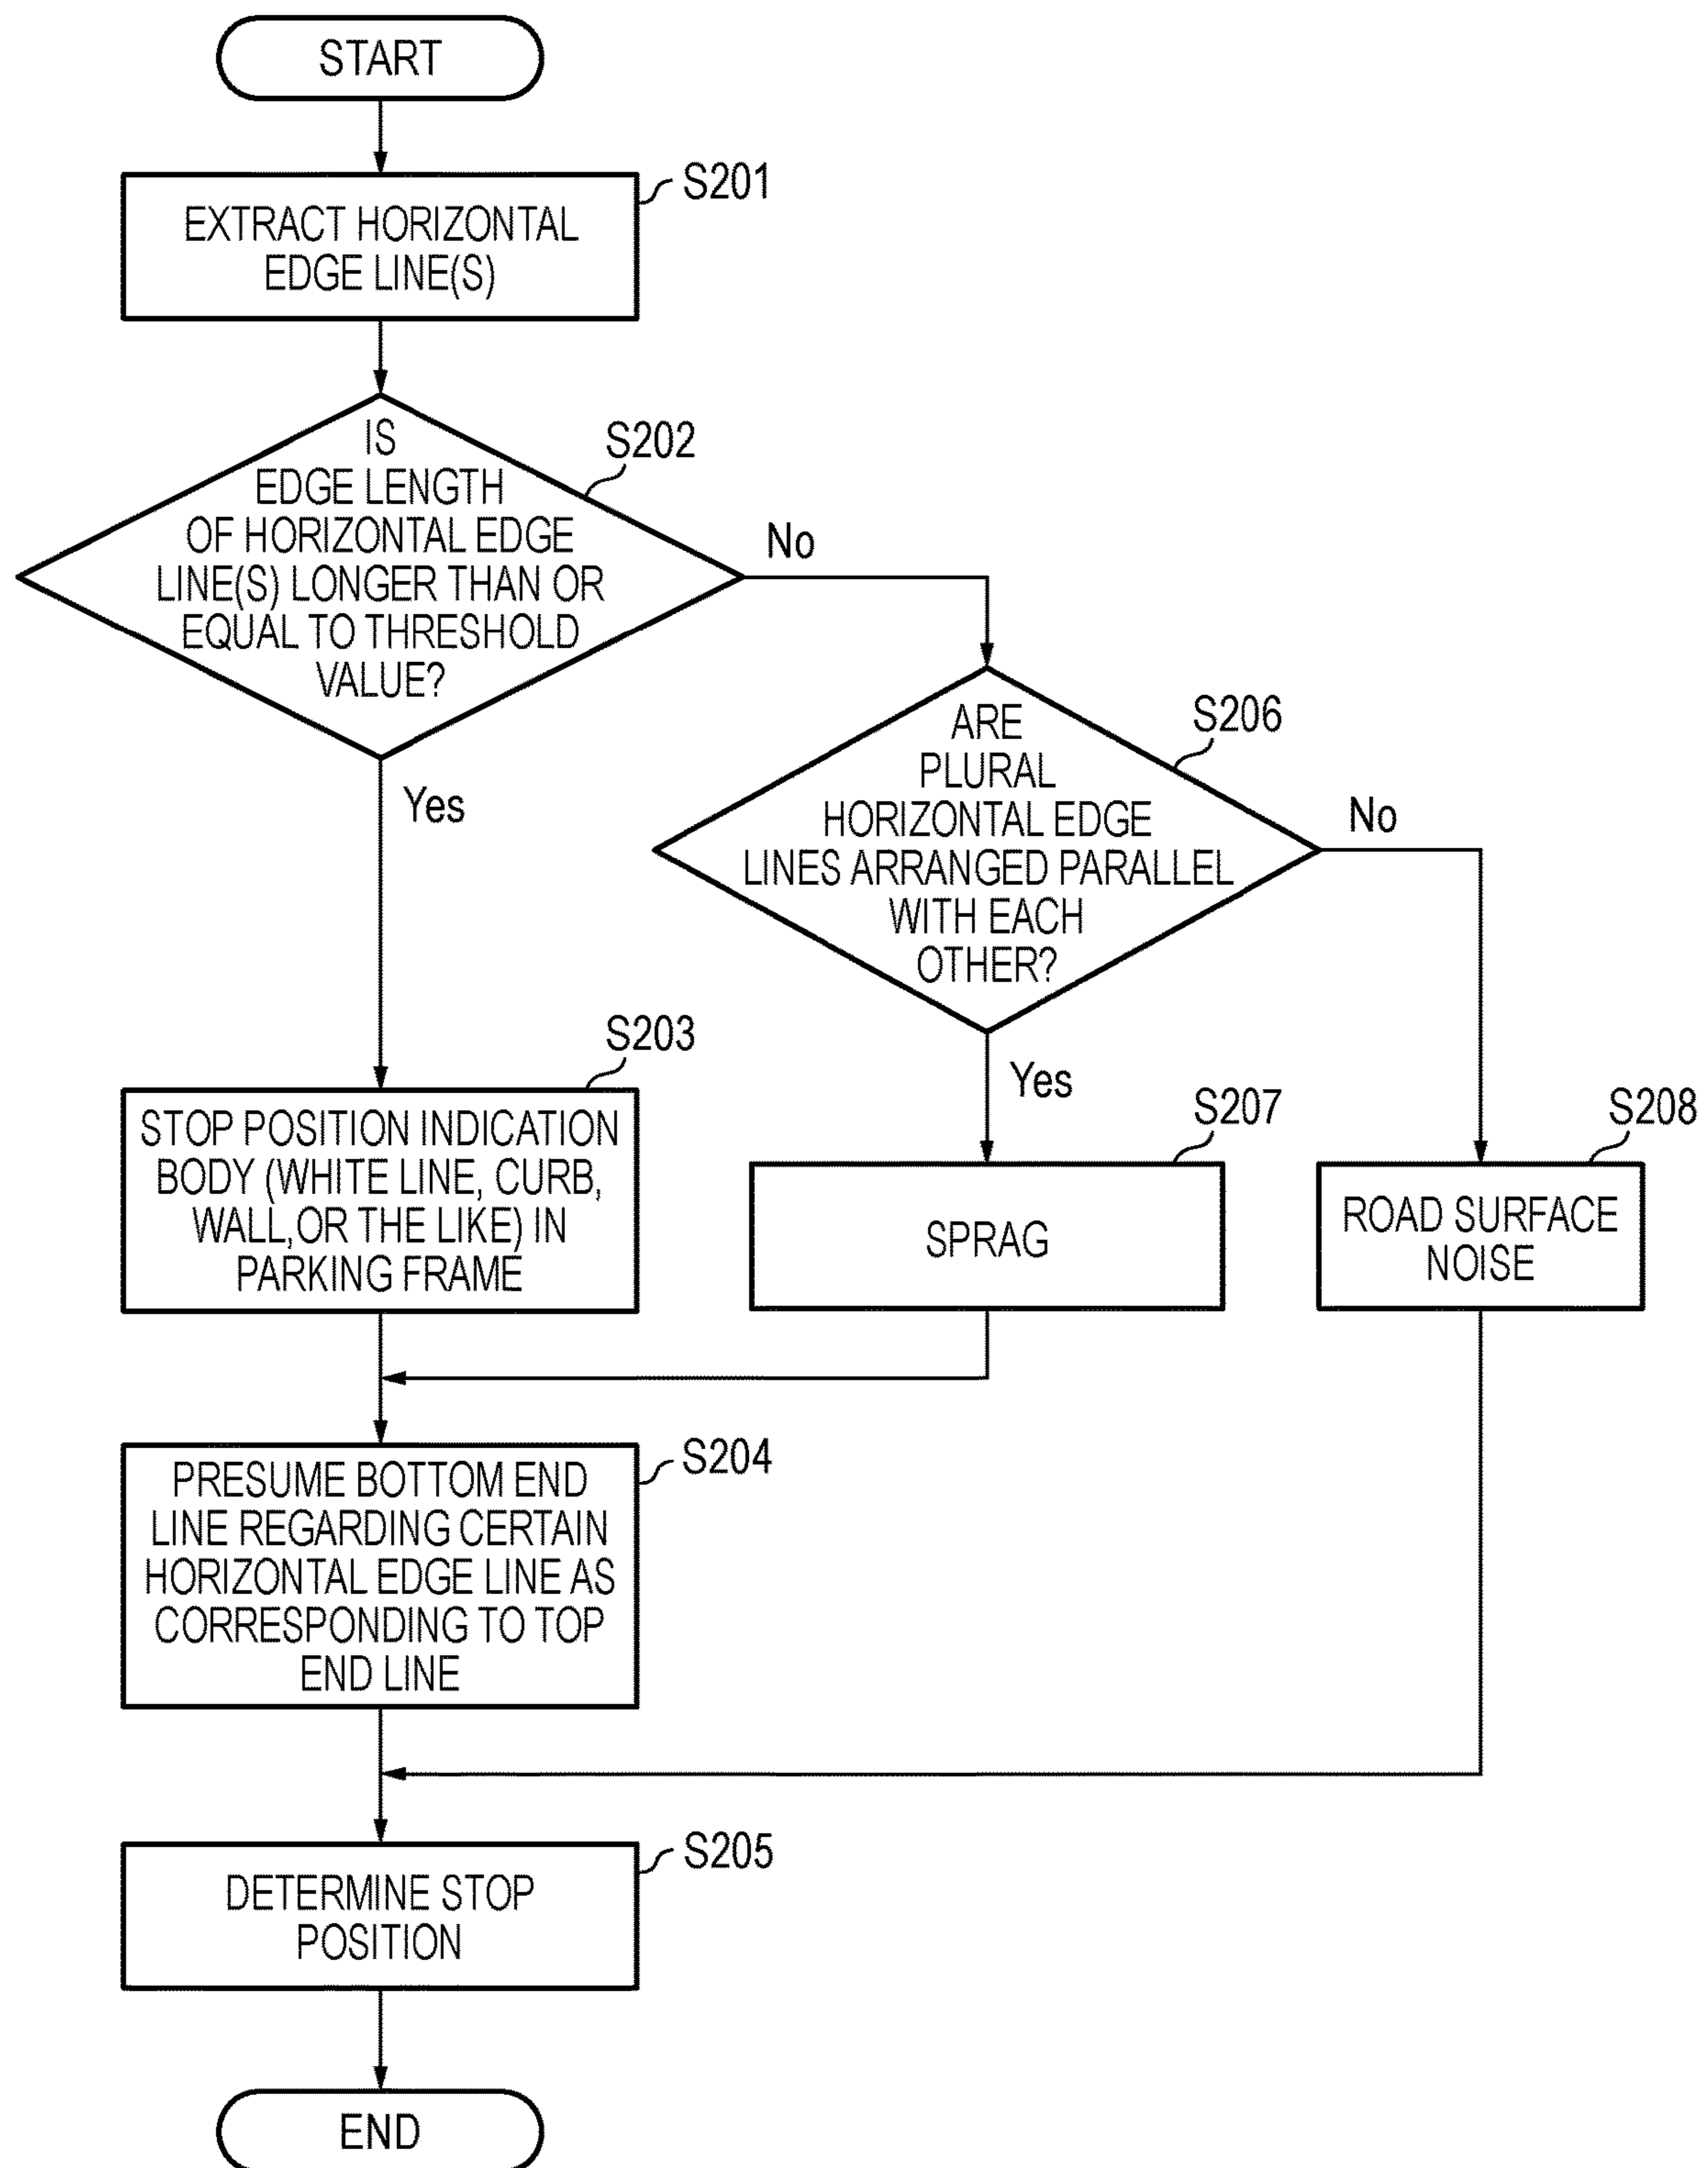 START
S201
EXTRACT HORIZONTAL
EDGE LINE(S)
S202
IS
EDGE LENGTH
OF HORIZONTAL EDGE
LINE(S) LONGER THAN OR
EQUAL TO THRESHOLD
VALUE?
No
Yes
S206
ARE
PLURAL
HORIZONTAL EDGE
LINES ARRANGED PARALLEL
WITH EACH
OTHER?
No
Yes
S203
STOP POSITION INDICATION
BODY (WHITE LINE, CURB,
WALL,OR THE LIKE) IN
PARKING FRAME
S207
SPRAG
S208
ROAD SURFACE
NOISE
S204
PRESUME BOTTOM END
LINE REGARDING CERTAIN
HORIZONTAL EDGE LINE AS
CORRESPONDING TO TOP
END LINE
S205
DETERMINE STOP
POSITION
END